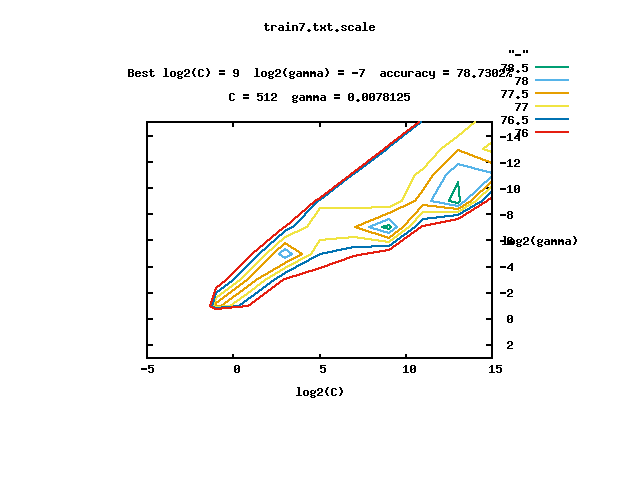 train7.txt.scale
"-"
Best log2(C) = 9  log2(gamma) = -7  accuracy = 78.7302%
78.5
78
77.5
C = 512  gamma = 0.0078125
77
76.5
76
-14
-12
-10
-8
-6
log2(gamma)
-4
-2
0
2
-5 0 5 10 15
log2(C)